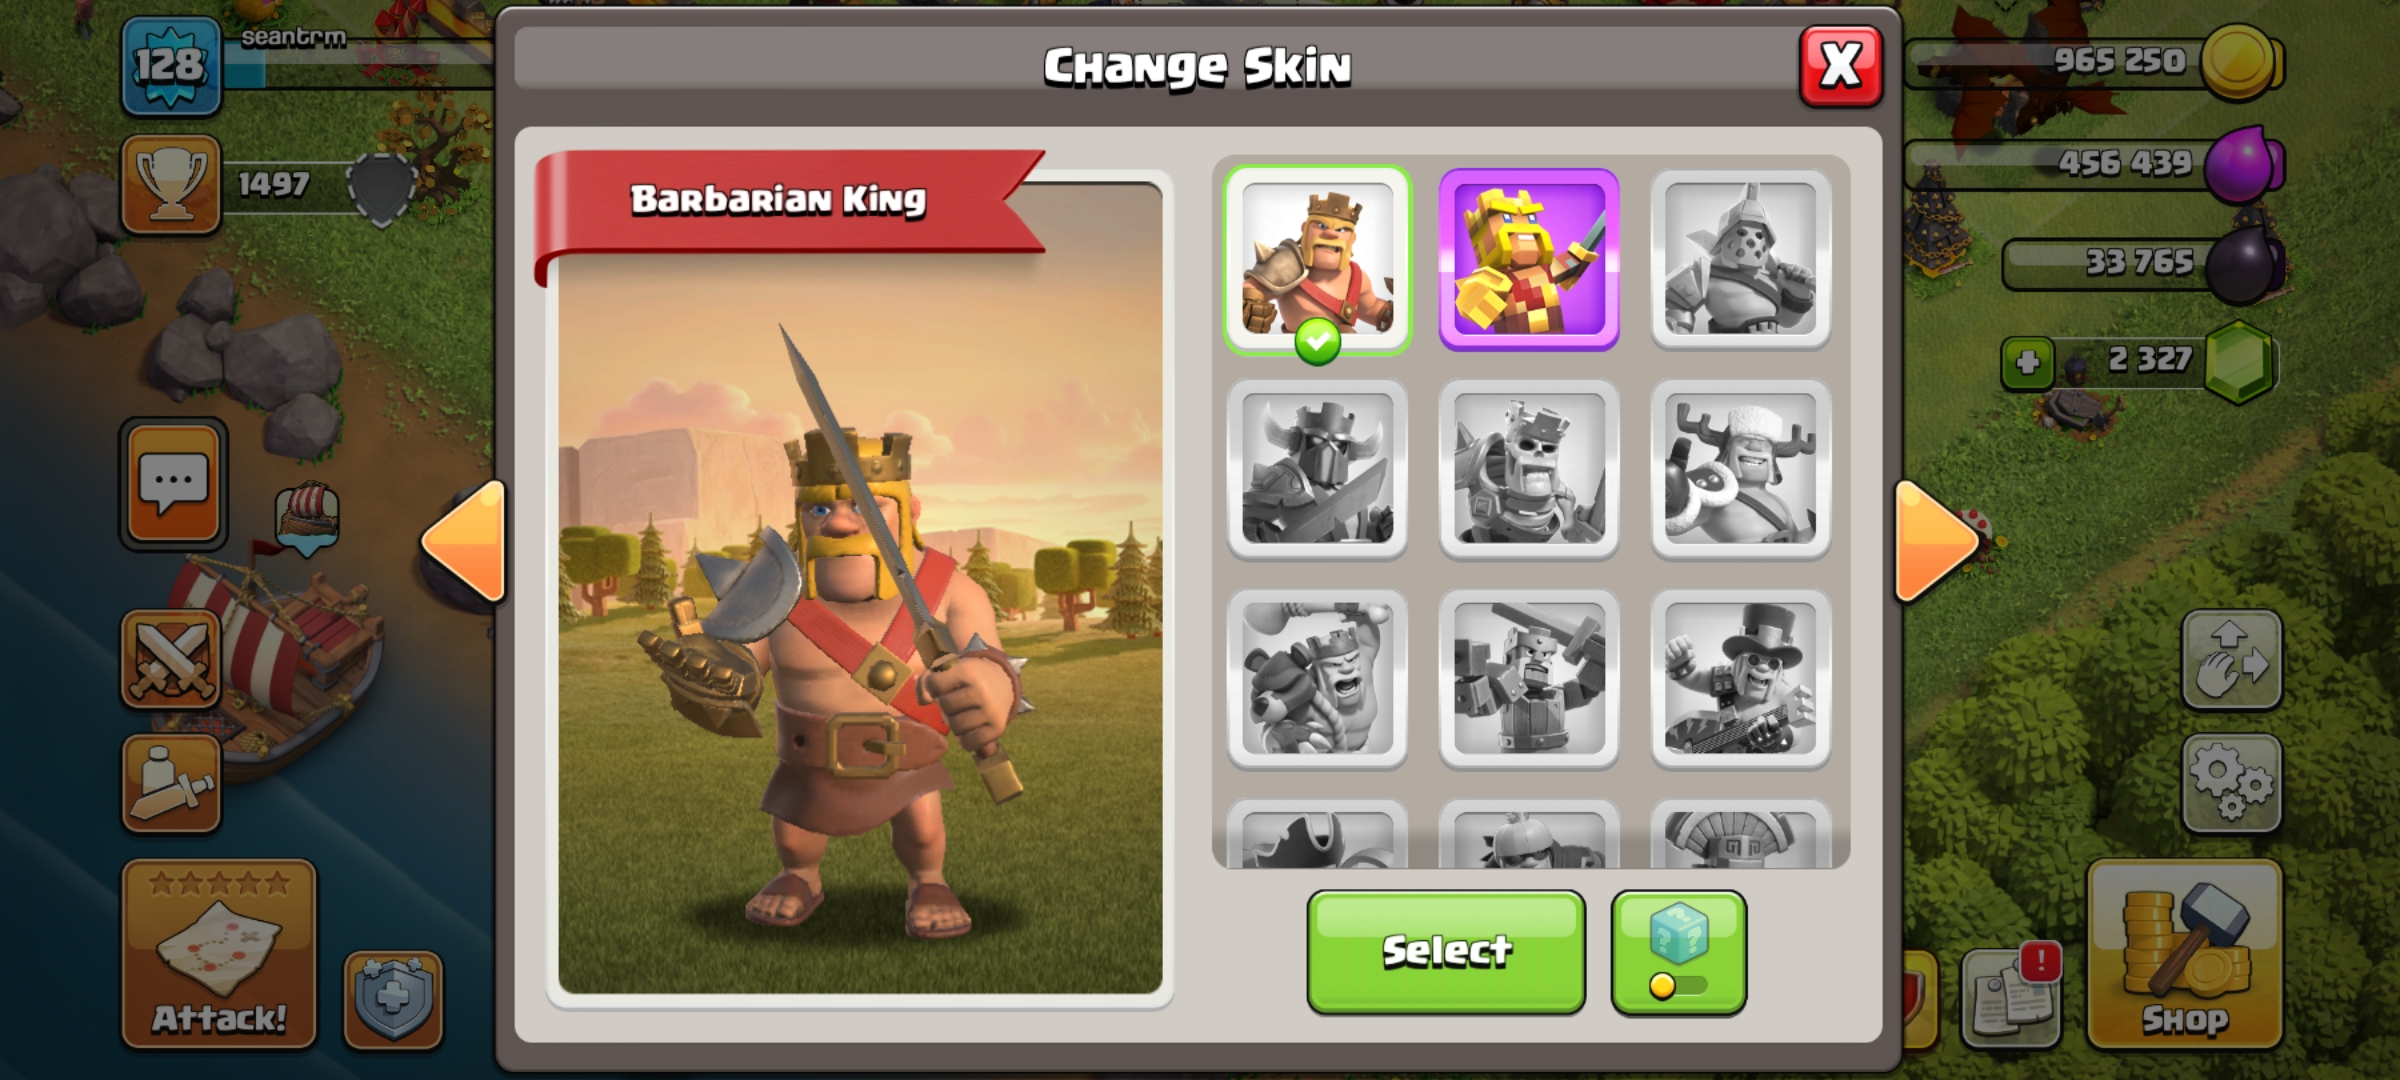 Change Skin
X
128
seantrm
1497
965 250
456 439
33 765
2 327
Barbarian King
Select
Attack!
!
Shop